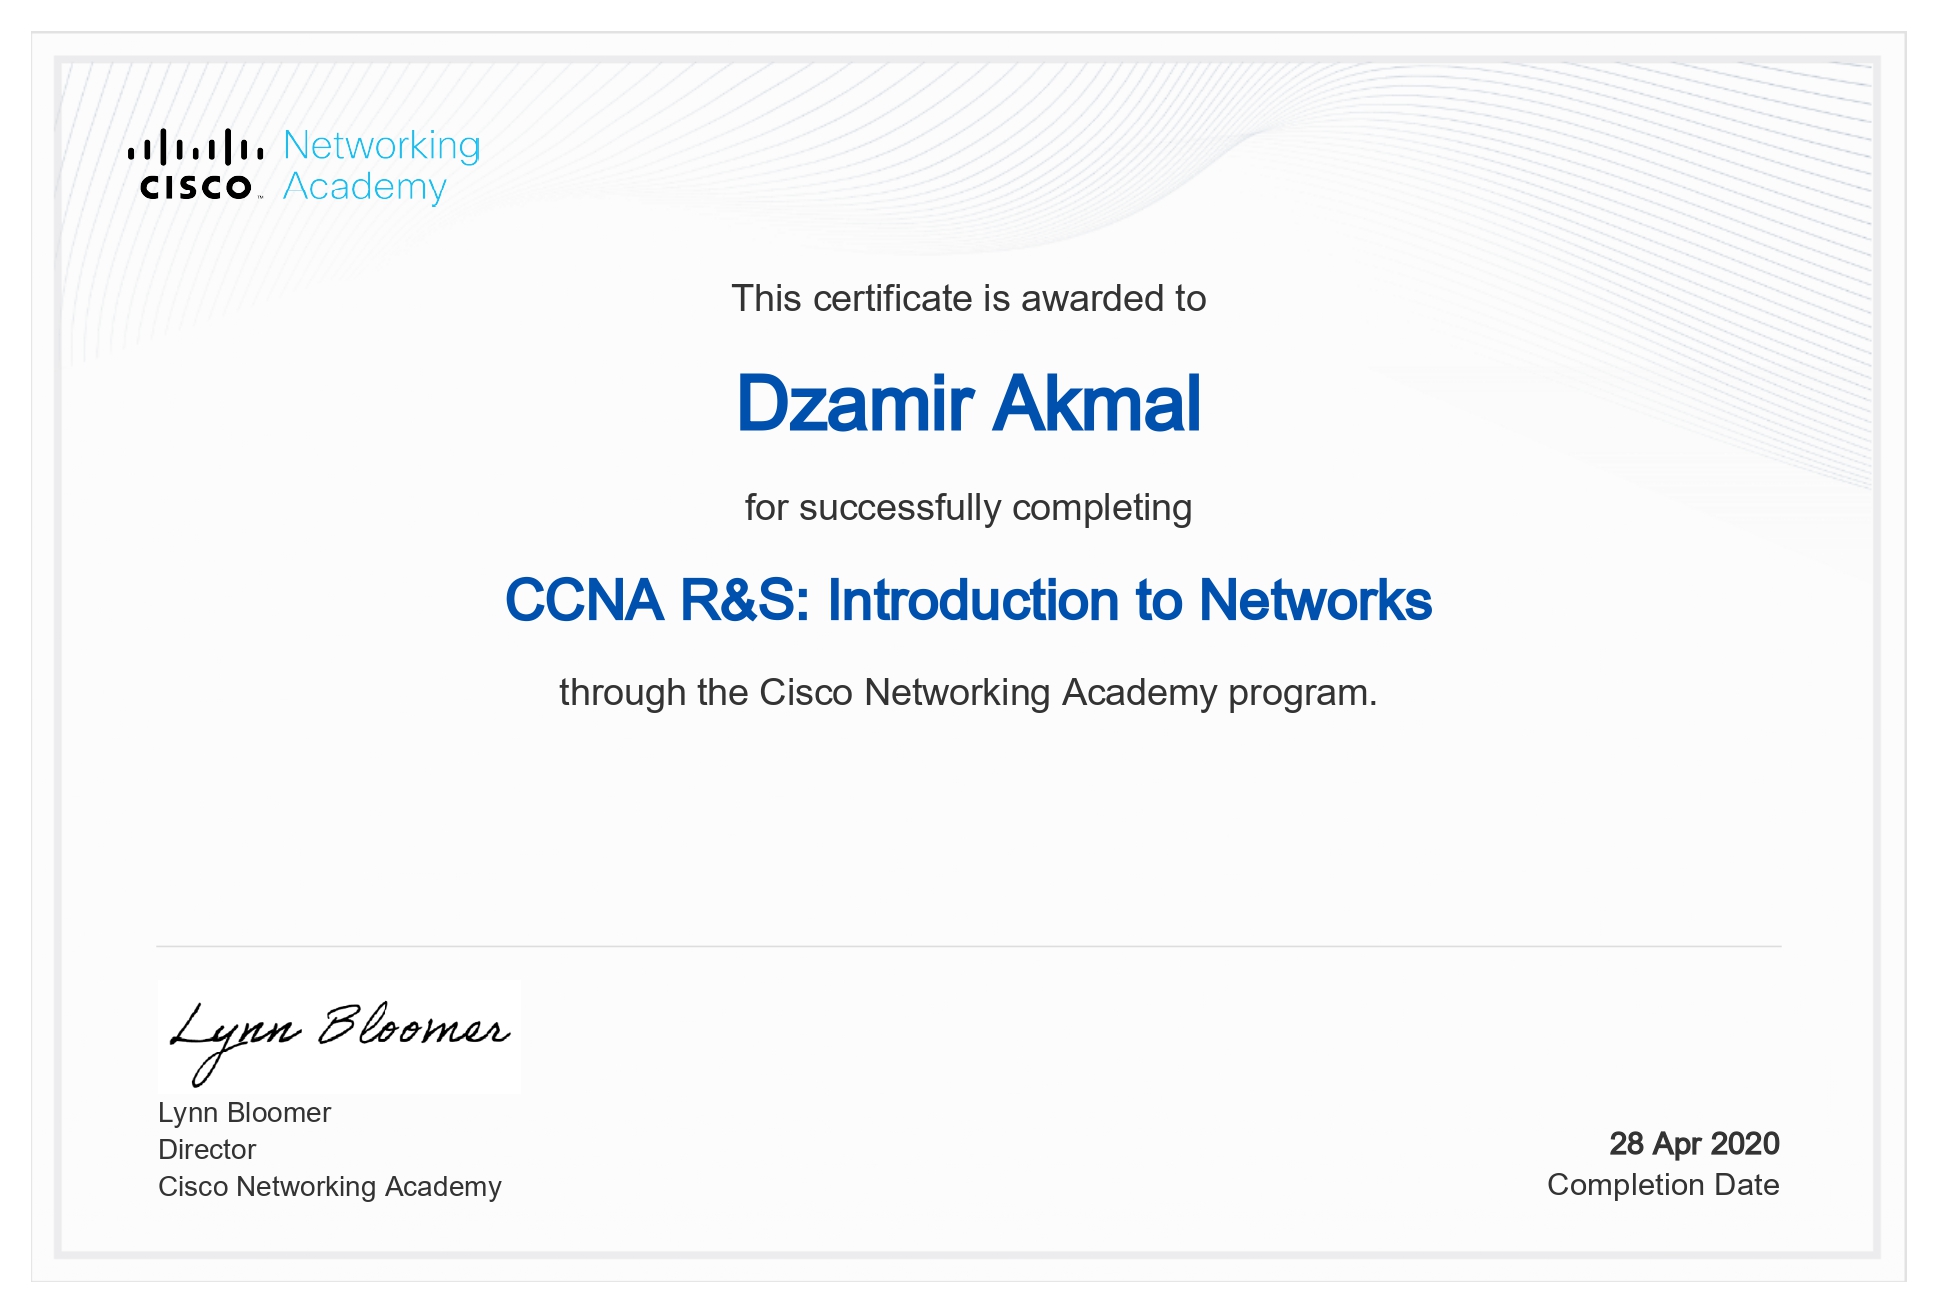 Networking
CISCO™ Academy
This certificate is awarded to
Dzamir Akmal
for successfully completing
CCNA R&S: Introduction to Networks
through the Cisco Networking Academy program.
Lynn Bloomer
Lynn Bloomer
Director
Cisco Networking Academy
28 Apr 2020
Completion Date